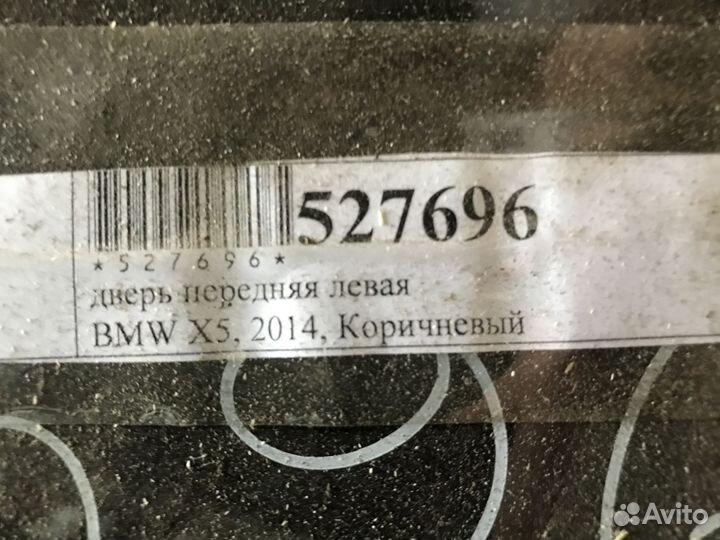 527696
*527696*
дверь передняя левая
BMW X5, 2014, Коричневый
Avito